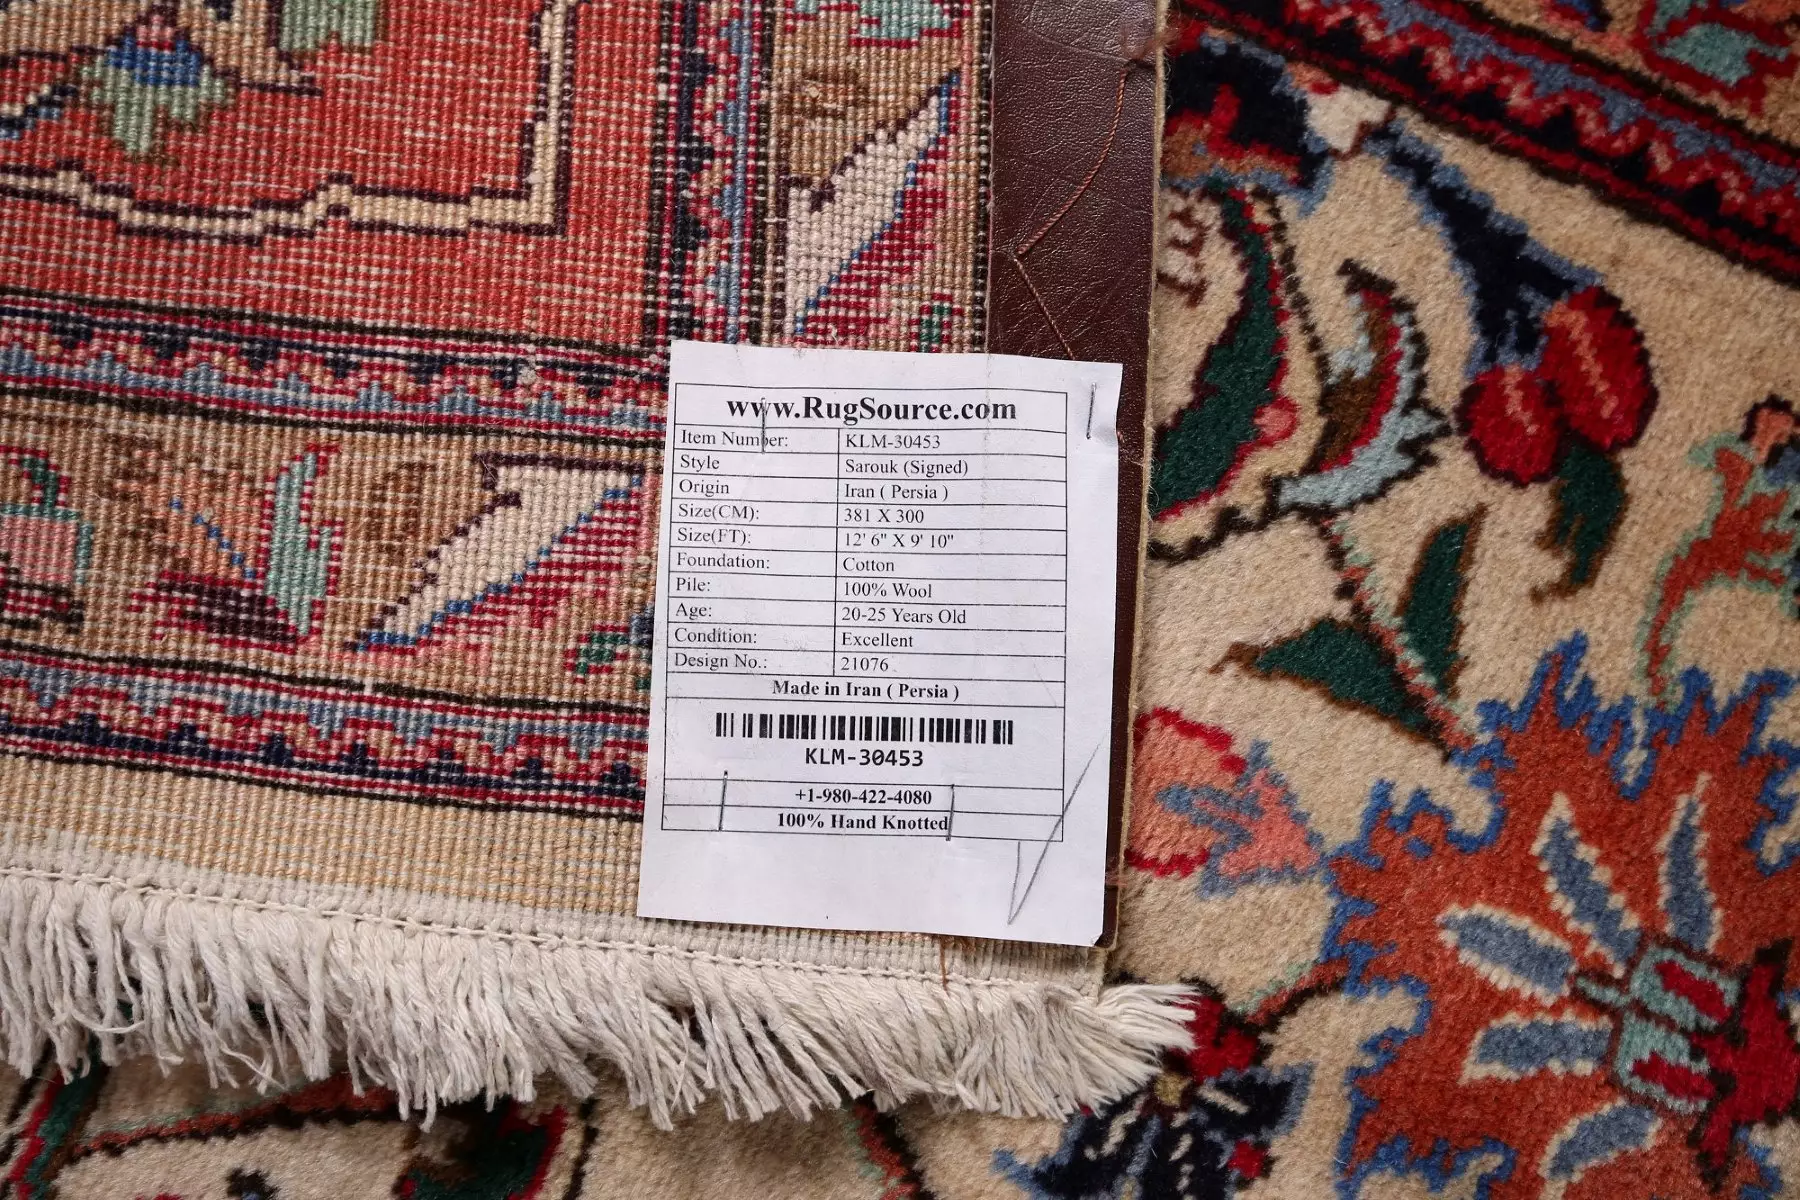 www.RugSource.com
Item Number: KLM-30453
Style Sarouk (Signed)
Origin Iran ( Persia )
Size(CM): 381 X 300
Size(FT): 12' 6" X 9' 10"
Foundation: Cotton
Pile: 100% Wool
Age: 20-25 Years Old
Condition: Excellent
Design No.: 21076
Made in Iran ( Persia )
KLM-30453
+1-980-422-4080
100% Hand Knotted